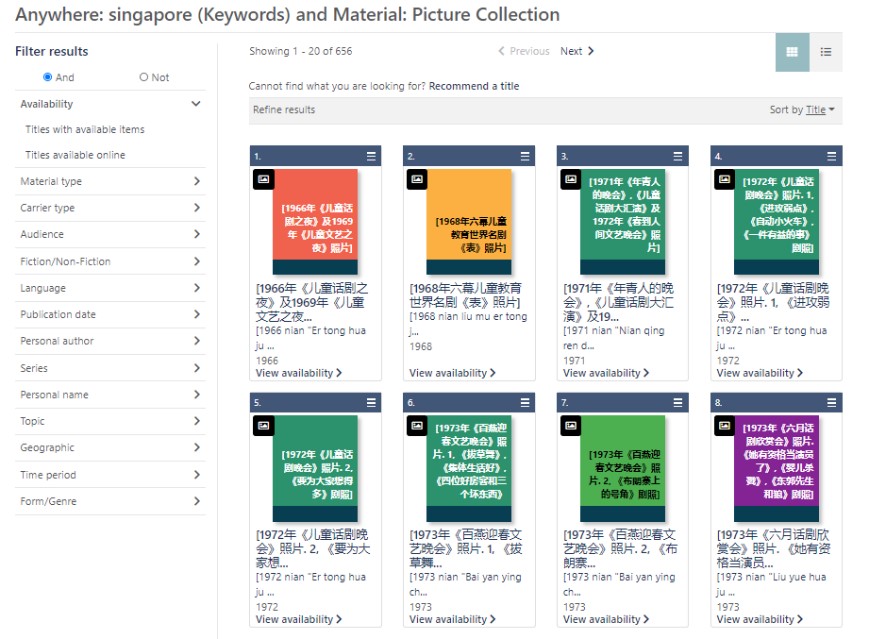 Anywhere: singapore (Keywords) and Material: Picture Collection
Filter results
And
Not
Availability
Titles with available items
Titles available online
Material type
Carrier type
Audience
Fiction/Non-Fiction
Language
Publication date
Personal author
Series
Personal name
Topic
Geographic
Time period
Form/Genre
Showing 1 - 20 of 656
Previous Next
Cannot find what you are looking for? Recommend a title
Refine results
Sort by Title
1.
[1966年《儿童话
剧之夜》及1969
年《儿童文艺之
夜》照片]
[1966年《儿童话剧之
夜》及1969年《儿童
文艺之夜...
[1966 nian "Er tong hua
ju ...
1966
View availability
2.
[1968年六幕儿童
教育世界名剧
《表》照片]
[1968年六幕儿童教育
世界名剧《表》照片]
[1968 nian liu mu er tong
j...
1968
View availability
3.
[1971年《年青人
的晚会》,《儿童
话剧大汇演》及
1972年《春到人
间文艺晚会》照
片]
[1971年《年青人的晚
会》,《儿童话剧大汇
演》及19...
[1971 nian "Nian qing
ren d...
1971
View availability
4.
[1972年《儿童话
剧晚会》照片. 1,
《进攻弱点》,
《自动小火车》,
《一件有益的事》
剧照]
[1972年《儿童话剧晚
会》照片. 1, 《进攻弱
点》...
[1972 nian "Er tong hua
ju ...
1972
View availability
5.
[1972年《儿童话
剧晚会》照片. 2,
《要为大家想得
多》剧照]
[1972年《儿童话剧晚
会》照片. 2, 《要为大
家想...
[1972 nian "Er tong hua
ju ...
1972
View availability
6.
[1973年《百燕迎
春文艺晚会》照
片. 1, 《拔草舞》,
《集体生活好》,
《四位好房客和三
个坏东西》
[1973年《百燕迎春文
艺晚会》照片. 1, 《拔
草舞...
[1973 nian "Bai yan ying
ch...
1973
View availability
7.
[1973年《百燕迎
春文艺晚会》照
片. 2, 《布朗寨上
的号角》剧照]
[1973年《百燕迎春文
艺晚会》照片. 2, 《布
朗寨...
[1973 nian "Bai yan ying
ch...
1973
View availability
8.
[1973年《六月话
剧欣赏会》照片.
《她有资格当演员
了》,《婴儿杀
戮》,《东郭先生
和狼》剧照]
[1973年《六月话剧欣
赏会》照片. 《她有资
格当演员...
[1973 nian "Liu yue hua
ju ...
1973
View availability